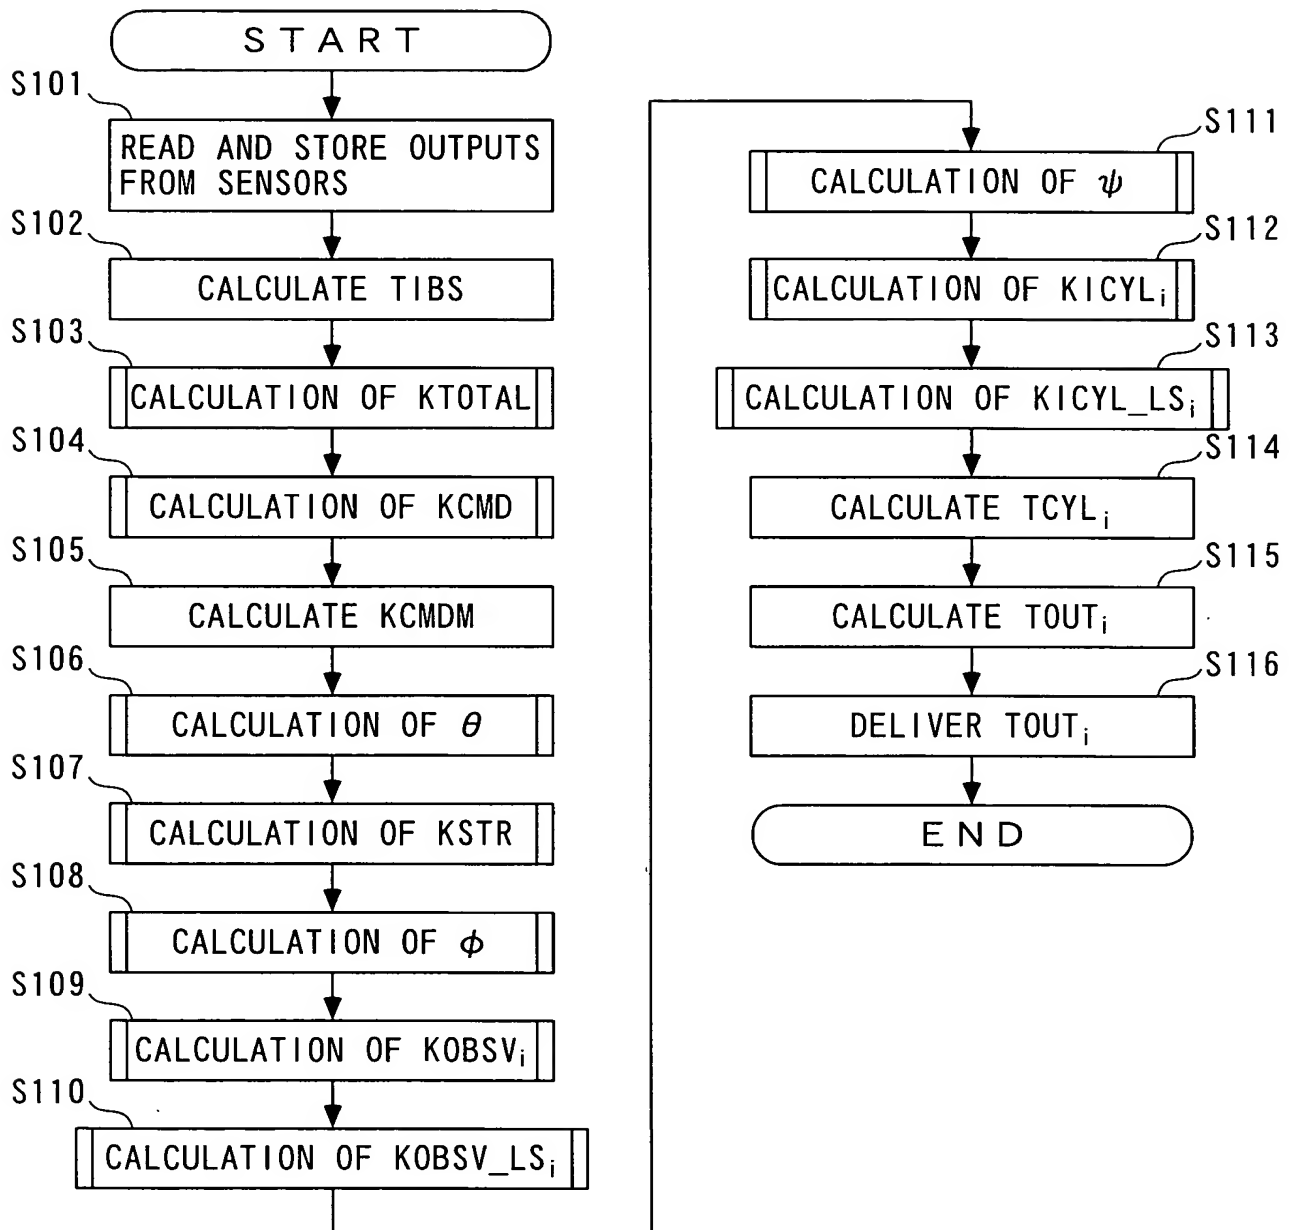 START
S101
READ AND STORE OUTPUTS
FROM SENSORS
S102
CALCULATE TIBS
S103
CALCULATION OF KTOTAL
S104
CALCULATION OF KCMD
S105
CALCULATE KCMDM
S106
CALCULATION OF θ
S107
CALCULATION OF KSTR
S108
CALCULATION OF ϕ
S109
CALCULATION OF KOBSVi
S110
CALCULATION OF KOBSV_LSi
S111
CALCULATION OF ψ
S112
CALCULATION OF KICYLi
S113
CALCULATION OF KICYL_LSi
S114
CALCULATE TCYLi
S115
CALCULATE TOUTi
S116
DELIVER TOUTi
END